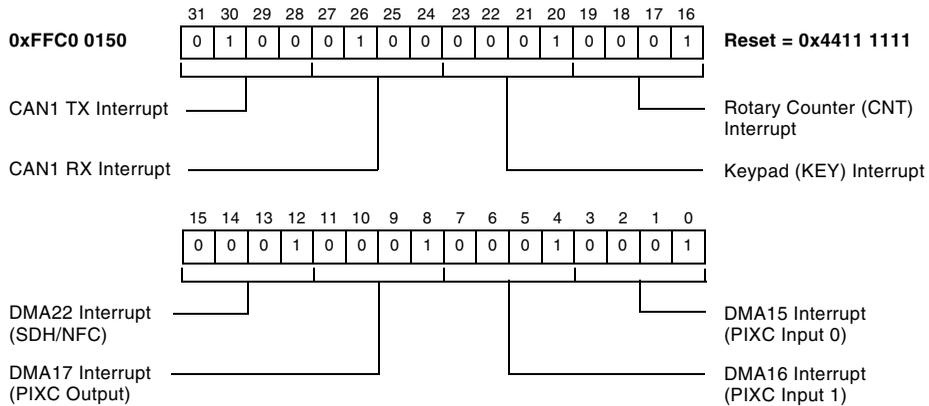 31 30 29 28 27 26 25 24 23 22 21 20 19 18 17 16
0xFFC0 0150 0 1 0 0 0 1 0 0 0 0 0 1 0 0 0 1 Reset = 0x4411 1111
CAN1 TX Interrupt
Rotary Counter (CNT)
Interrupt
CAN1 RX Interrupt
Keypad (KEY) Interrupt
15 14 13 12 11 10 9 8 7 6 5 4 3 2 1 0
0 0 0 1 0 0 0 1 0 0 0 1 0 0 0 1
DMA22 Interrupt
(SDH/NFC)
DMA15 Interrupt
(PIXC Input 0)
DMA17 Interrupt
(PIXC Output)
DMA16 Interrupt
(PIXC Input 1)